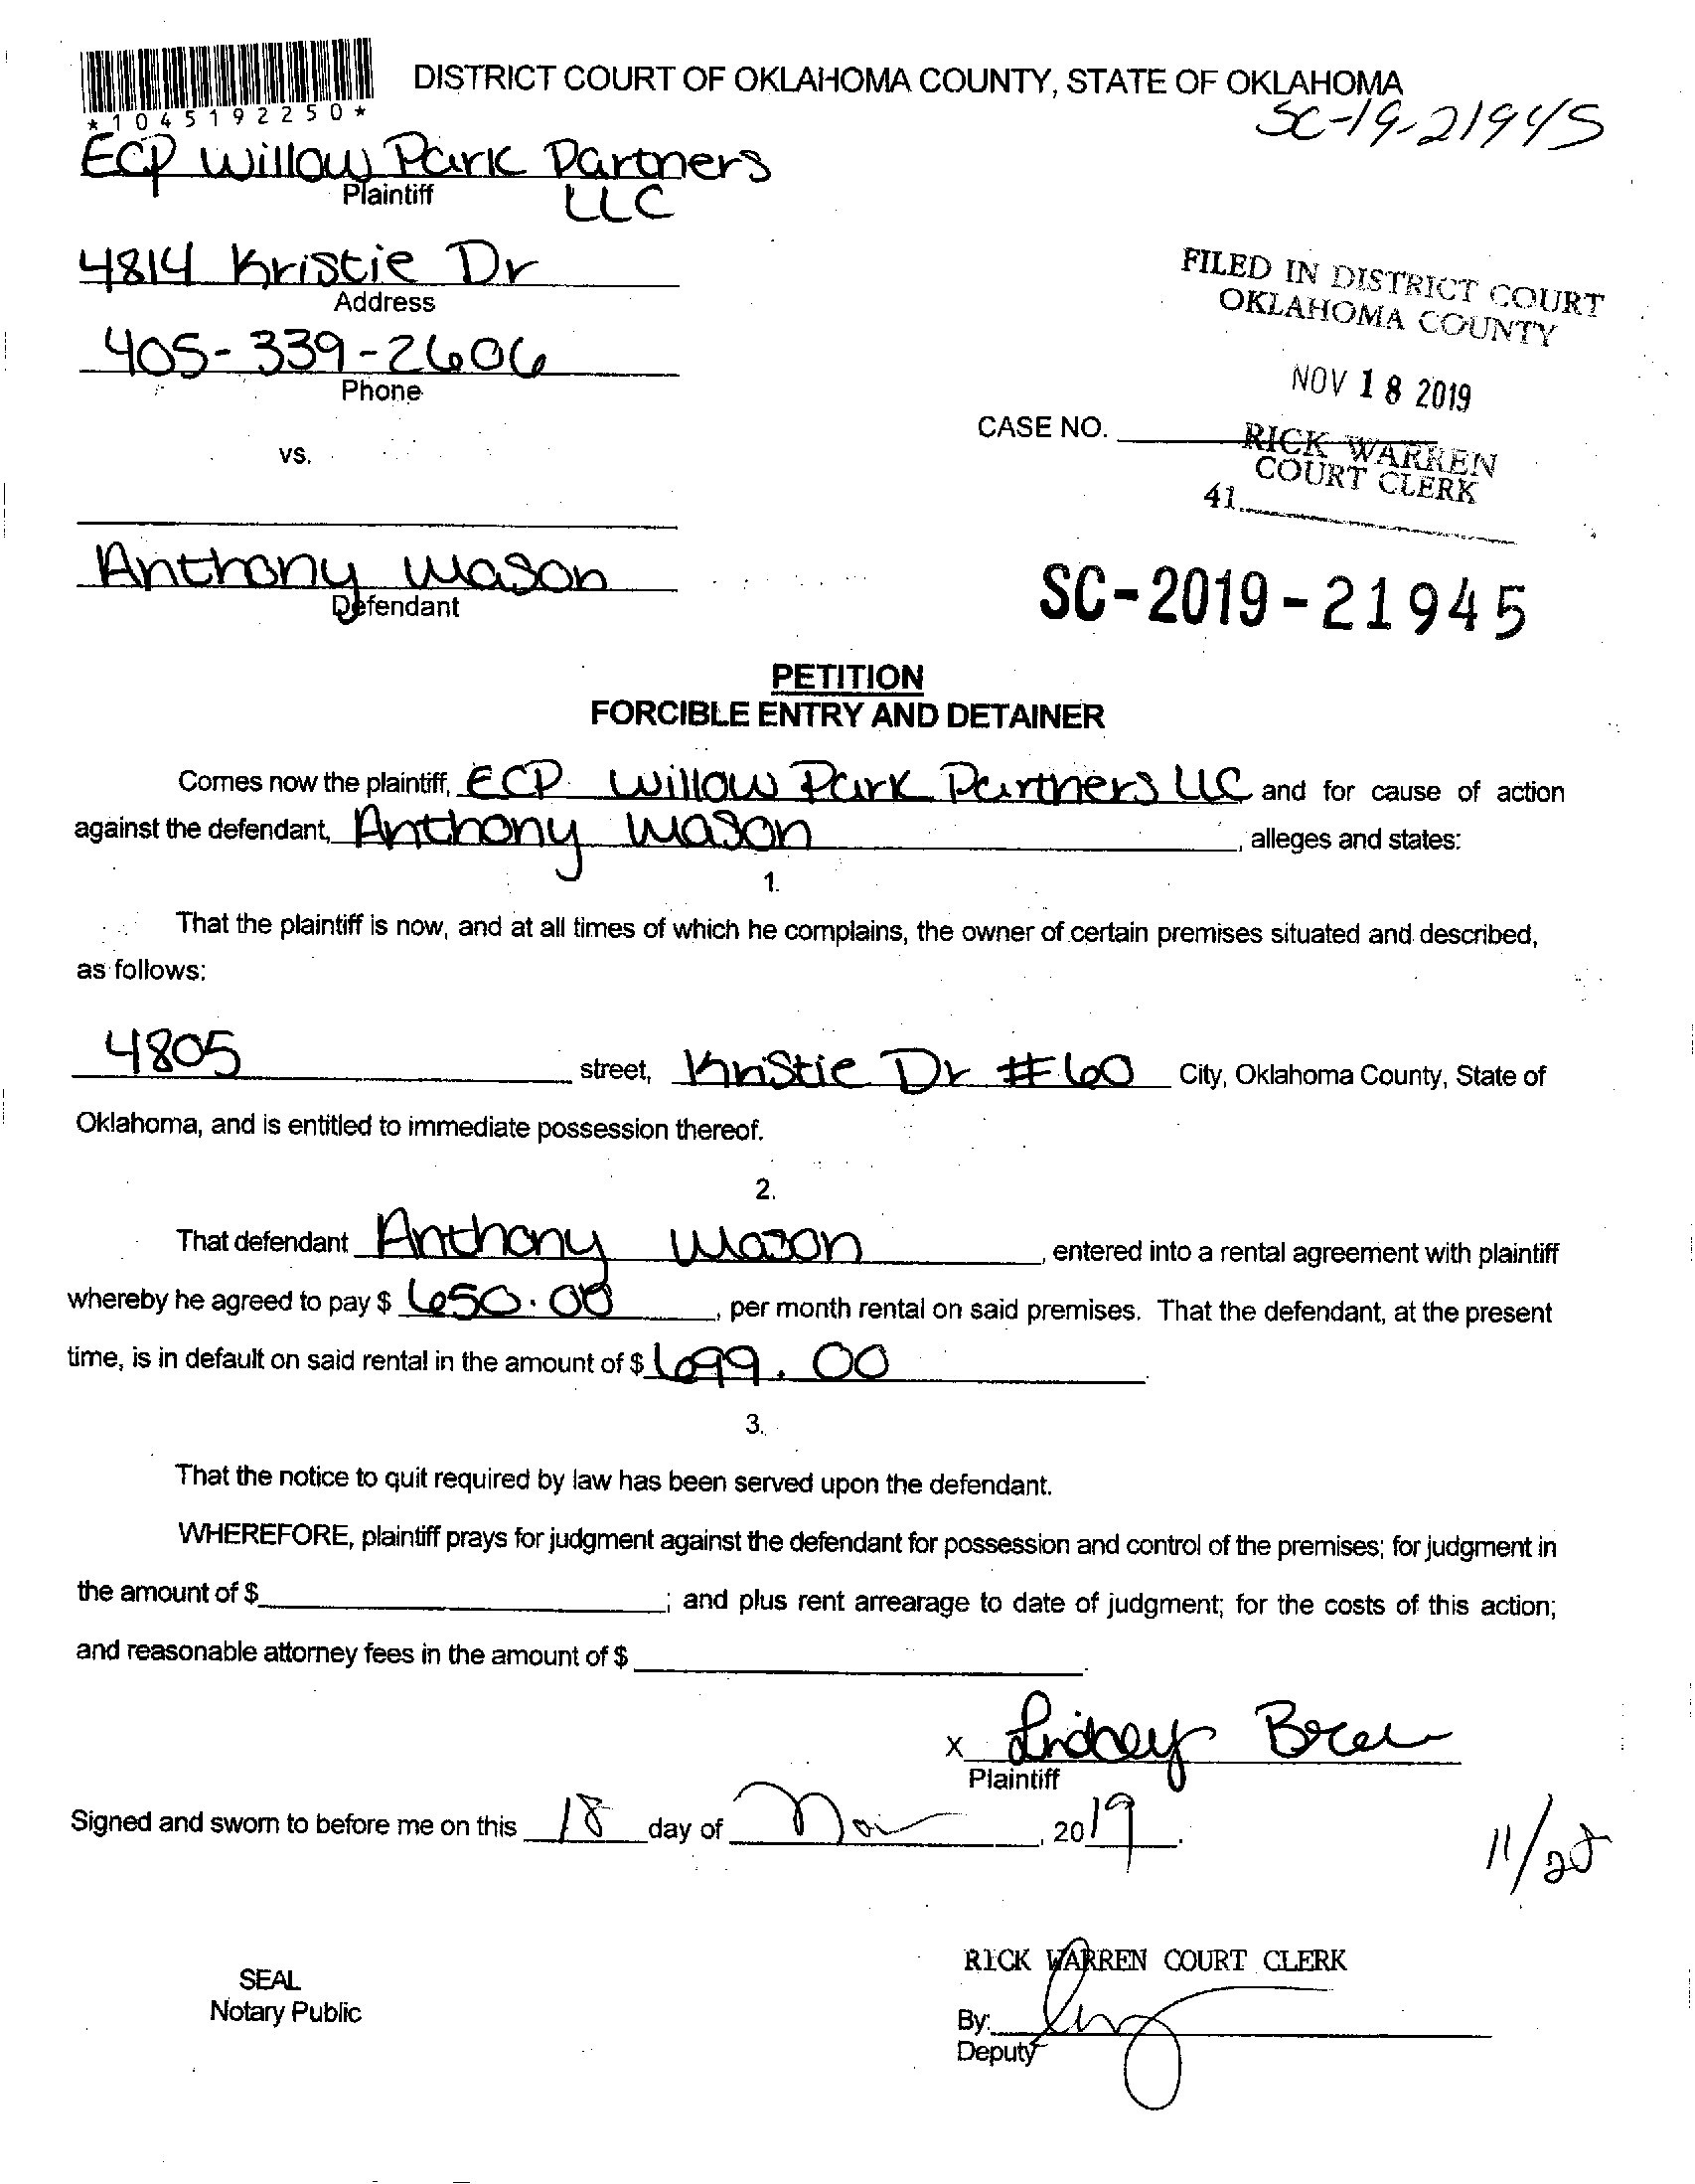 DISTRICT COURT OF OKLAHOMA COUNTY, STATE OF OKLAHOMA
*1045192250*
SC-19-21945
ECP Willow Park Partners
Plaintiff
LLC
4814 Kristie Dr
Address
FILED IN DISTRICT COURT
OKLAHOMA COUNTY
405-339-2606
Phone
NOV 18 2019
CASE NO.
RICK WARREN
COURT CLERK
vs.
41
Anthony Wason
Defendant
SC-2019-21945
PETITION
FORCIBLE ENTRY AND DETAINER
Comes now the plaintiff, ECP Willow Park Partners LLC and for cause of action
against the defendant, Anthony Wason, alleges and states:
1.
That the plaintiff is now, and at all times of which he complains, the owner of certain premises situated and described,
as follows:
4805 street, Kristie Dr #60 City, Oklahoma County, State of
Oklahoma, and is entitled to immediate possession thereof.
2.
That defendant Anthony Wason, entered into a rental agreement with plaintiff
whereby he agreed to pay $ 650.00, per month rental on said premises. That the defendant, at the present
time, is in default on said rental in the amount of $ 699.00
3.
That the notice to quit required by law has been served upon the defendant.
WHEREFORE, plaintiff prays for judgment against the defendant for possession and control of the premises; for judgment in
the amount of $ ; and plus rent arrearage to date of judgment; for the costs of this action;
and reasonable attorney fees in the amount of $ .
X Lindsey
Plaintiff
Signed and sworn to before me on this 18 day of Nov, 2019.
RICK WARREN COURT CLERK
SEAL
Notary Public
By:
Deputy